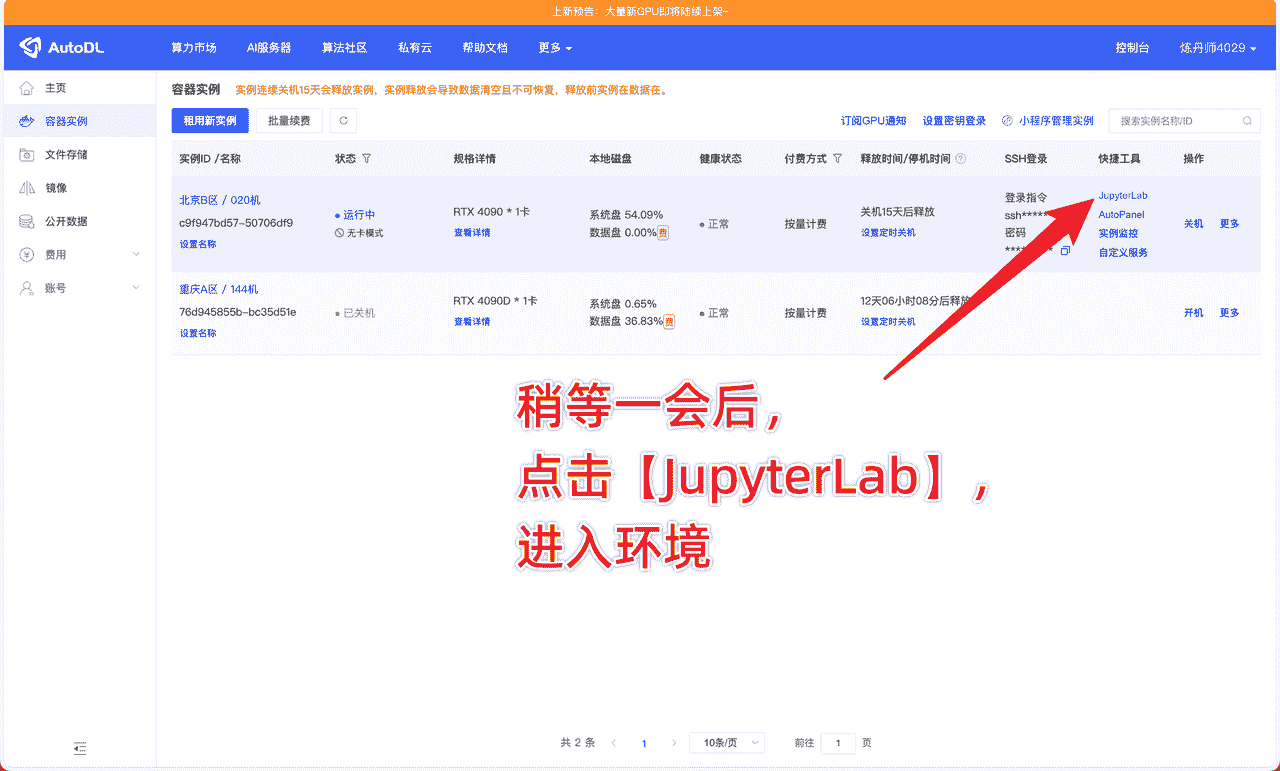 上新预告：大量新GPU即将陆续上架~
AutoDL 算力市场 AI服务器 算法社区 私有云 帮助文档 更多 控制台 炼丹师4029
主页
容器实例
文件存储
镜像
公开数据
费用
账号
容器实例 实例连续关机15天会释放实例，实例释放会导致数据清空且不可恢复，释放前实例在数据在。
租用新实例 批量续费 订阅GPU通知 设置密钥登录 小程序管理实例 搜索实例名称/ID
实例ID /名称 状态 规格详情 本地磁盘 健康状态 付费方式 释放时间/停机时间 SSH登录 快捷工具 操作
北京B区 / 020机
c9f947bd57-50706df9
设置名称
运行中
无卡模式
RTX 4090 * 1卡
查看详情
系统盘 54.09%
数据盘 0.00% 费
正常
按量计费
关机15天后释放
设置定时关机
登录指令
ssh*****
密码
JupyterLab
AutoPanel
实例监控
自定义服务
关机 更多
重庆A区 / 144机
76d945855b-bc35d51e
设置名称
已关机
RTX 4090D * 1卡
查看详情
系统盘 0.65%
数据盘 36.83% 费
正常
按量计费
12天06小时08分后释放
设置定时关机
开机 更多
稍等一会后，
点击【JupyterLab】，
进入环境
共 2 条 1 10条/页 前往 1 页